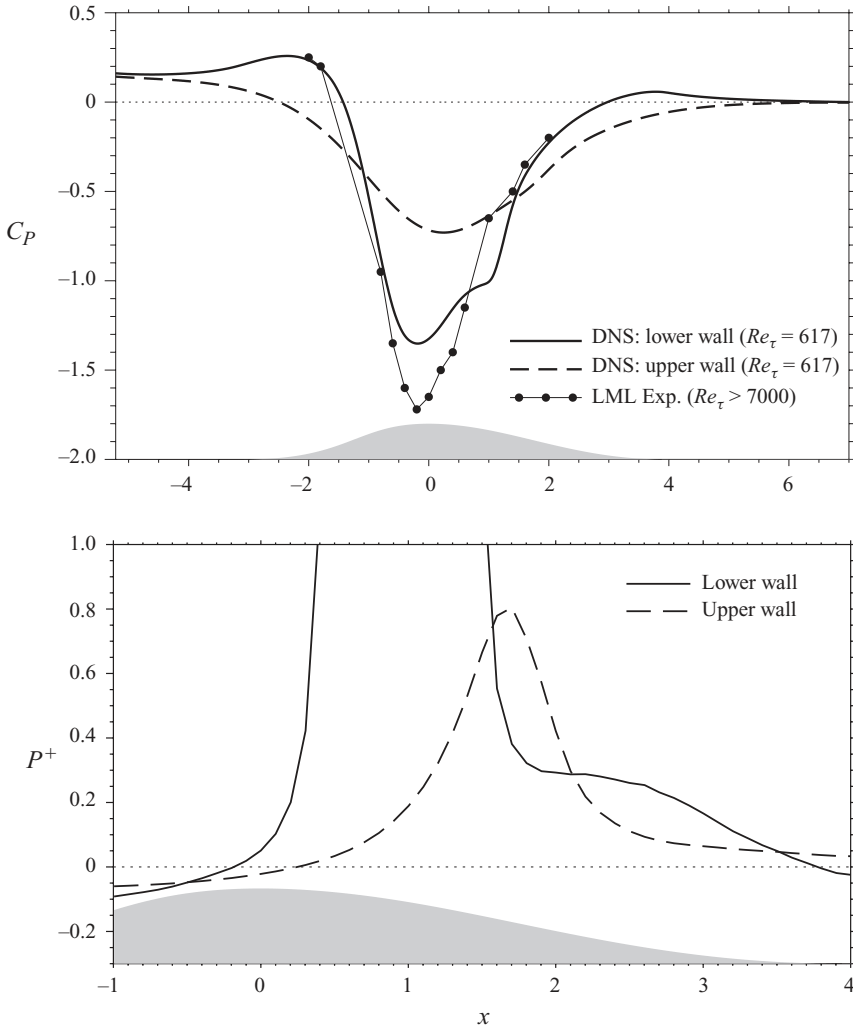 0.5
0
–0.5
–1.0
–1.5
–2.0
C_P
DNS: lower wall (Re_τ = 617)
DNS: upper wall (Re_τ = 617)
LML Exp. (Re_τ > 7000)
–4 –2 0 2 4 6
1.0
0.8
0.6
0.4
0.2
0
–0.2
P⁺
Lower wall
Upper wall
–1 0 1 2 3 4
x